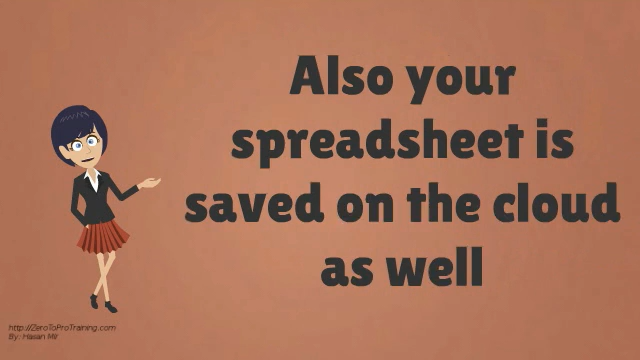 Also your
spreadsheet is
saved on the cloud
as well
http://ZeroToProTraining.com
By: Hasan Mir